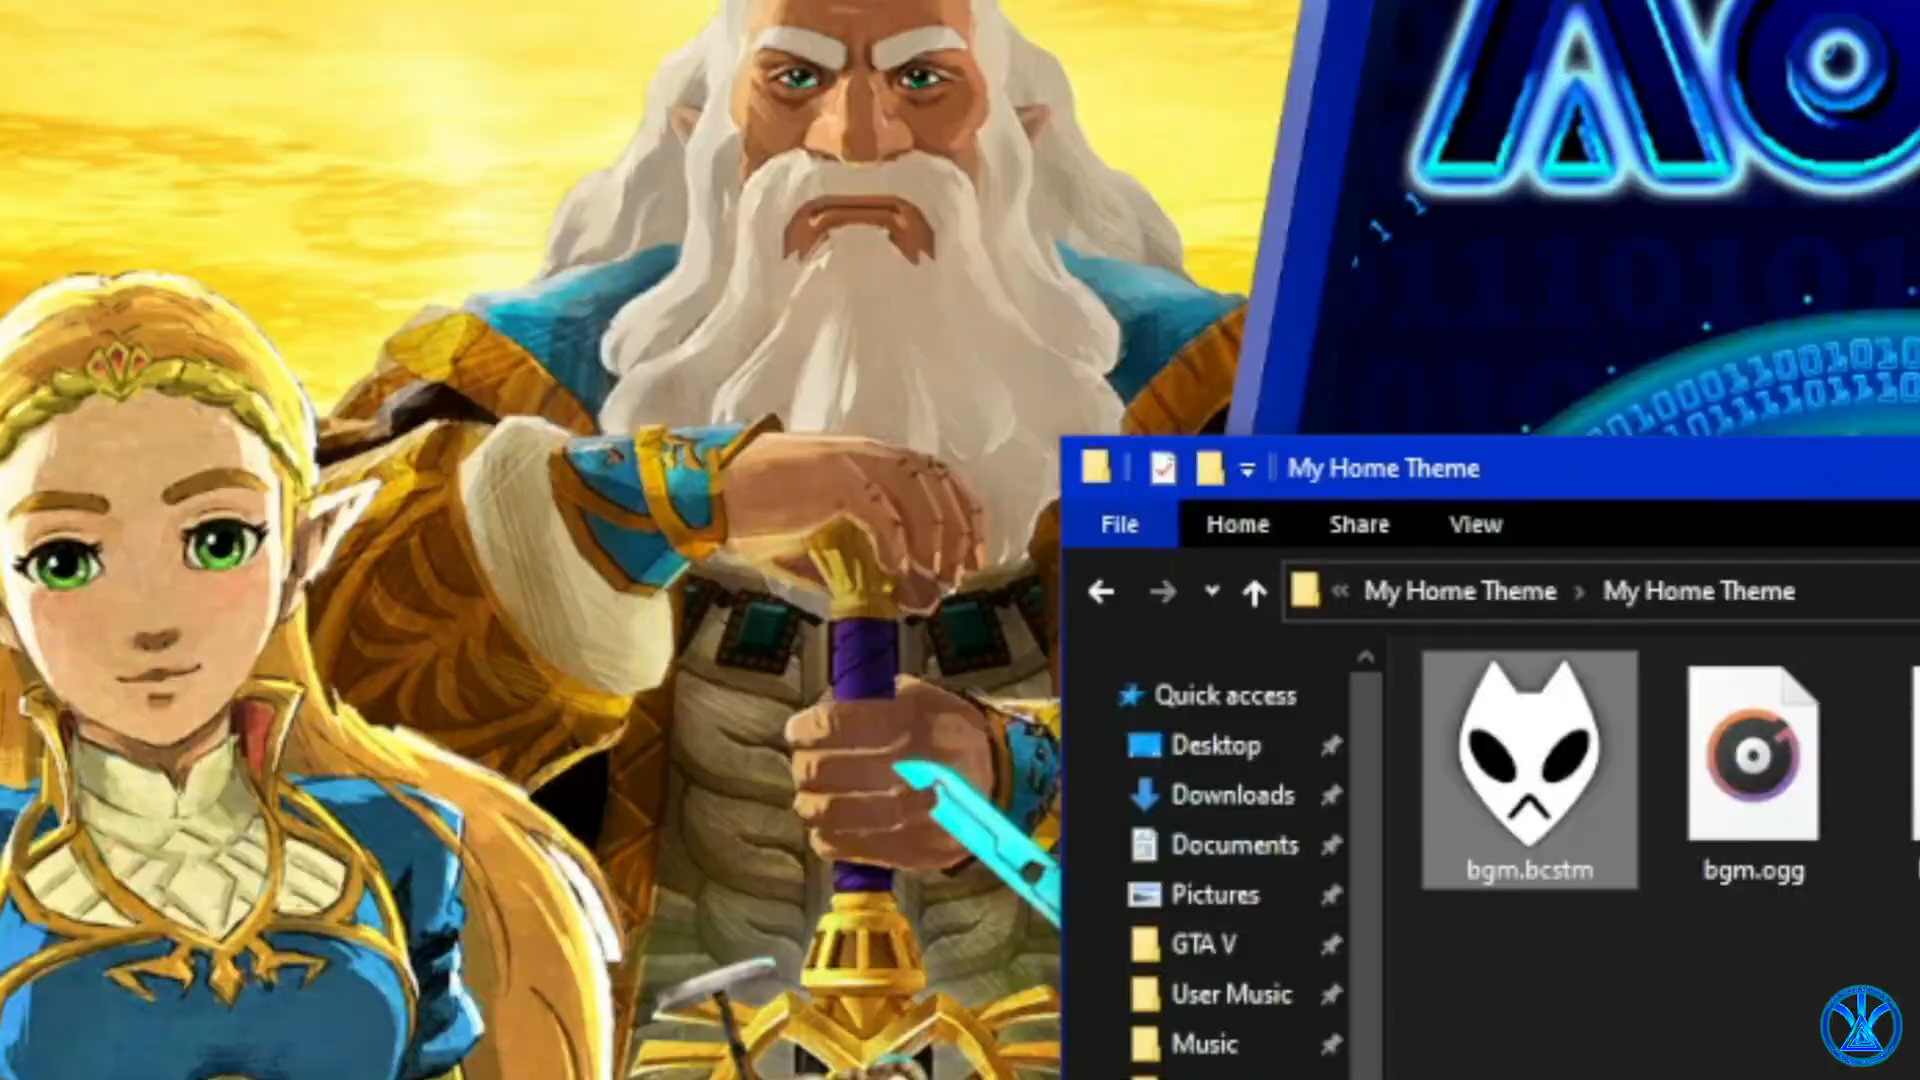 My Home Theme
File Home Share View
« My Home Theme › My Home Theme
Quick access
Desktop
Downloads
Documents
Pictures
GTA V
User Music
Music
bgm.bcstm
bgm.ogg